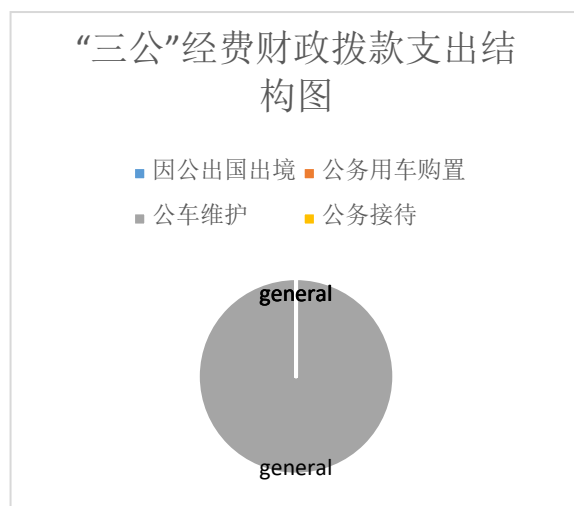 “三公”经费财政拨款支出结
构图
因公出国出境 公务用车购置
公车维护 公务接待
general
general